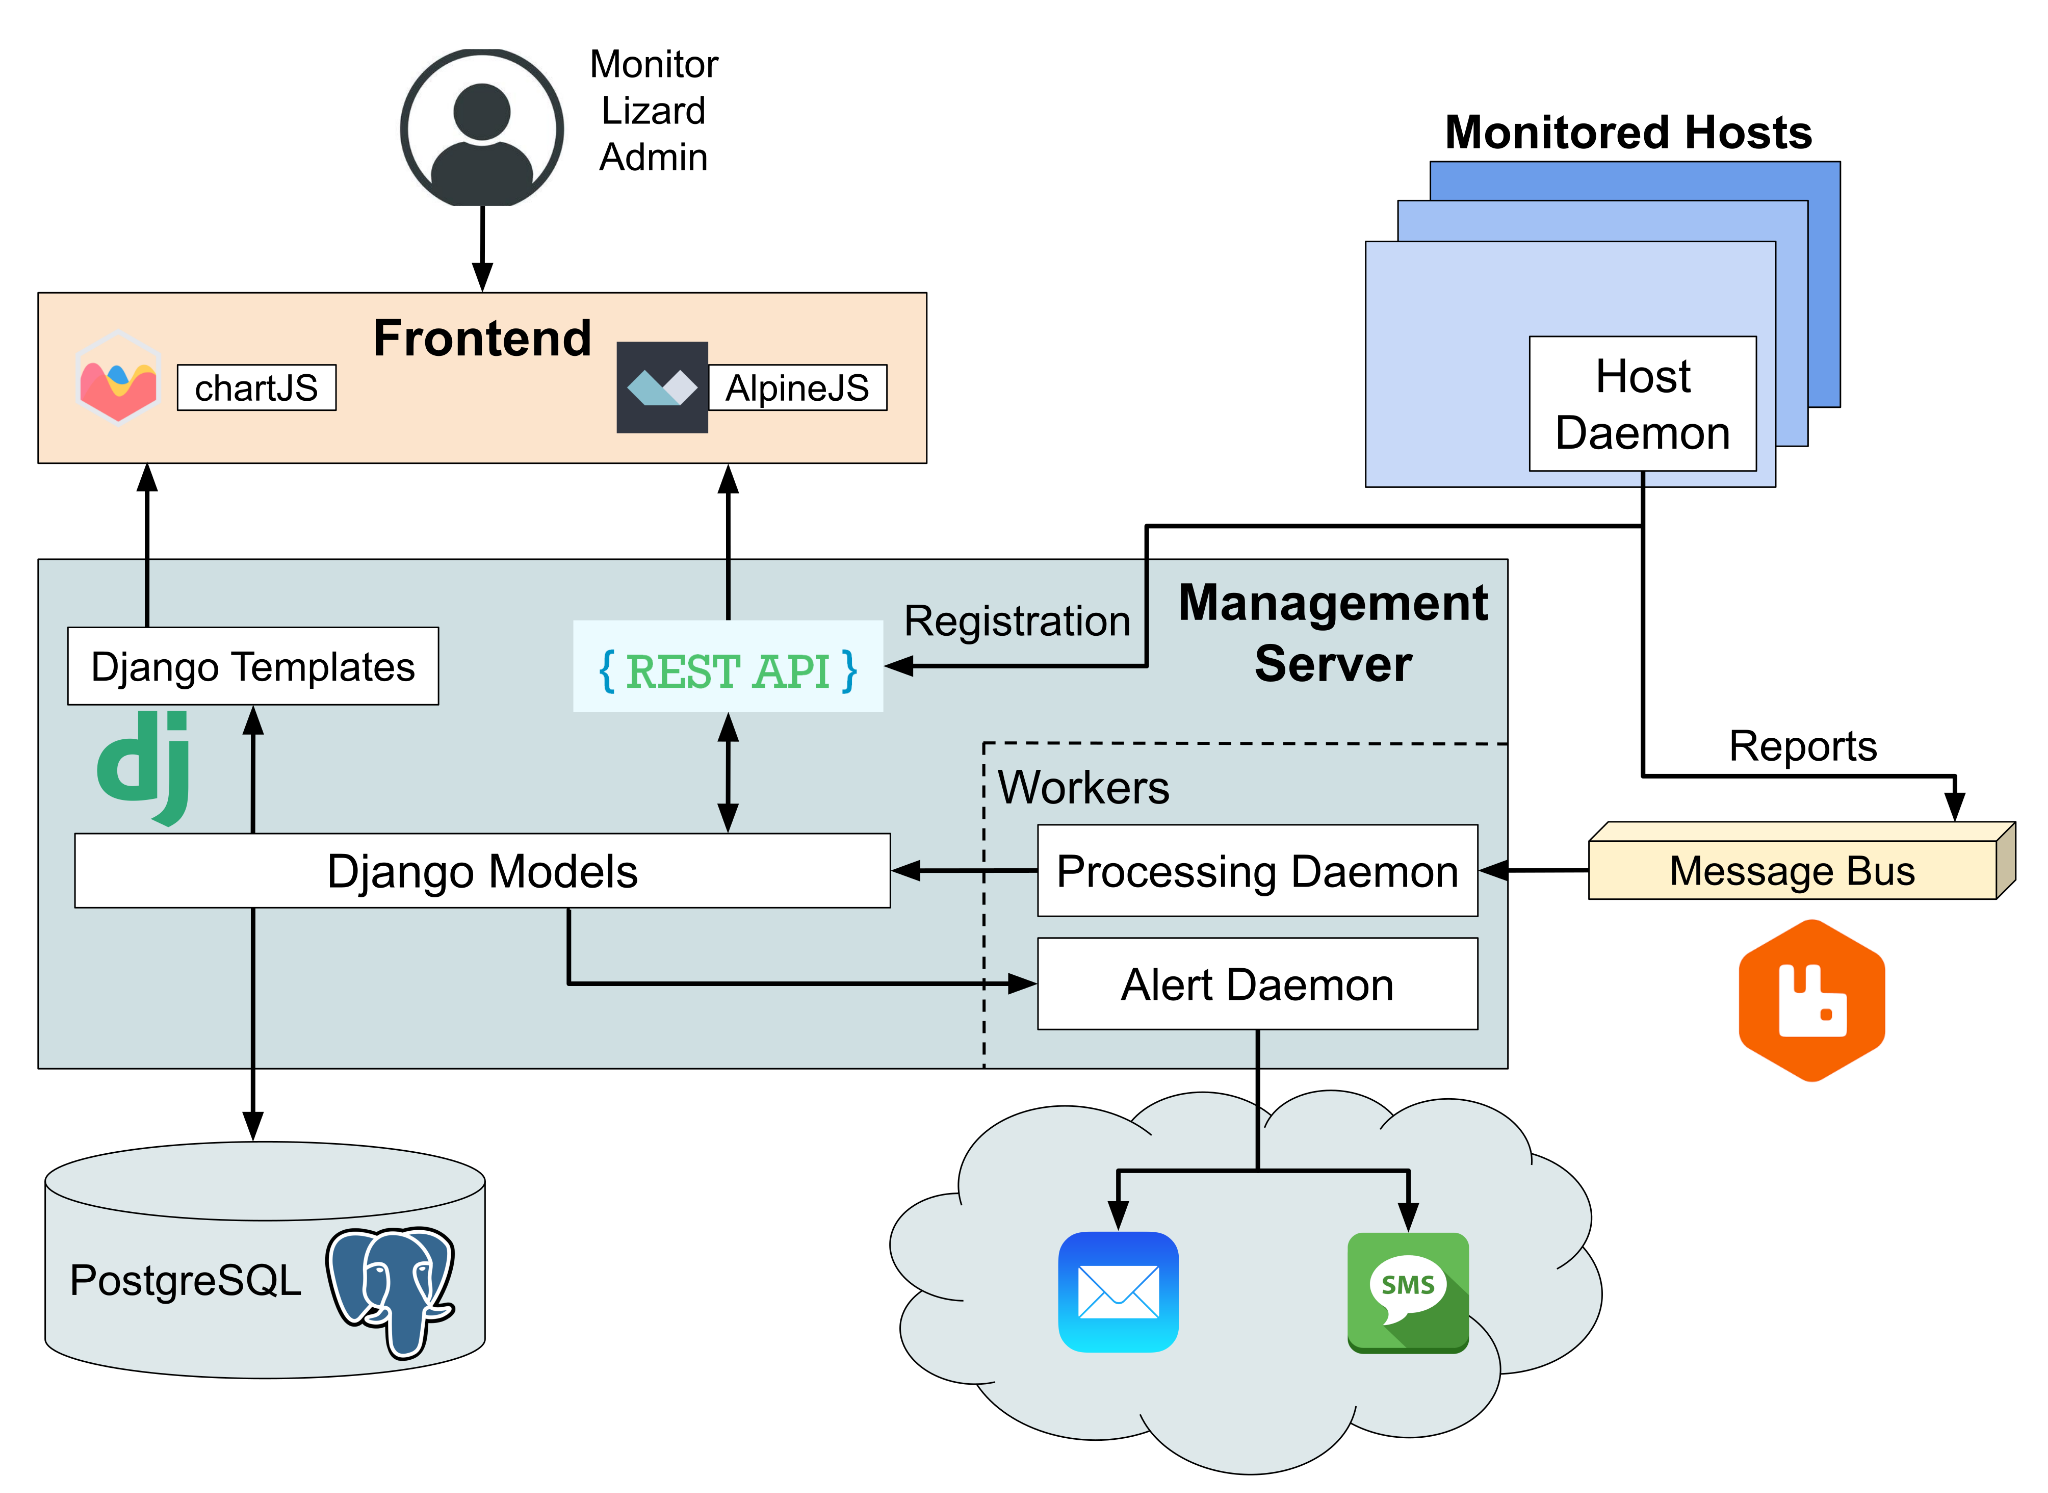 Monitor
Lizard
Admin
Monitored Hosts
Frontend
chartJS
AlpineJS
Host
Daemon
Management
Server
Registration
Django Templates
{ REST API }
dj
Reports
Workers
Django Models
Processing Daemon
Message Bus
Alert Daemon
PostgreSQL
SMS